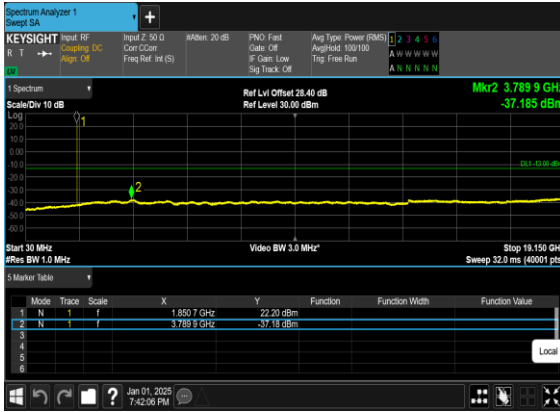 Spectrum Analyzer 1
Swept SA
+
KEYSIGHT
R T
LXI
Input: RF
Coupling: DC
Align: Off
Input Z: 50 Ω
Corr CCorr
Freq Ref: Int (S)
#Atten: 20 dB
PNO: Fast
Gate: Off
IF Gain: Low
Sig Track: Off
Avg Type: Power (RMS)
Avg|Hold: 100/100
Trig: Free Run
1 2 3 4 5 6
A W W W W W
A N N N N N
1 Spectrum
Scale/Div 10 dB
Ref Lvl Offset 28.40 dB
Ref Level 30.00 dBm
Mkr2 3.789 9 GHz
-37.185 dBm
Log
20.0
10.0
0.00
-10.0
-20.0
-30.0
-40.0
-50.0
-60.0
1
2
DL1 -13.00 dBm
Start 30 MHz
#Res BW 1.0 MHz
Video BW 3.0 MHz*
Stop 19.150 GHz
Sweep 32.0 ms (40001 pts)
5 Marker Table
Mode Trace Scale X Y Function Function Width Function Value
1 N 1 f 1.850 7 GHz 22.20 dBm
2 N 1 f 3.789 9 GHz -37.18 dBm
3
4
5
6
Local
?
Jan 01, 2025
7:42:06 PM